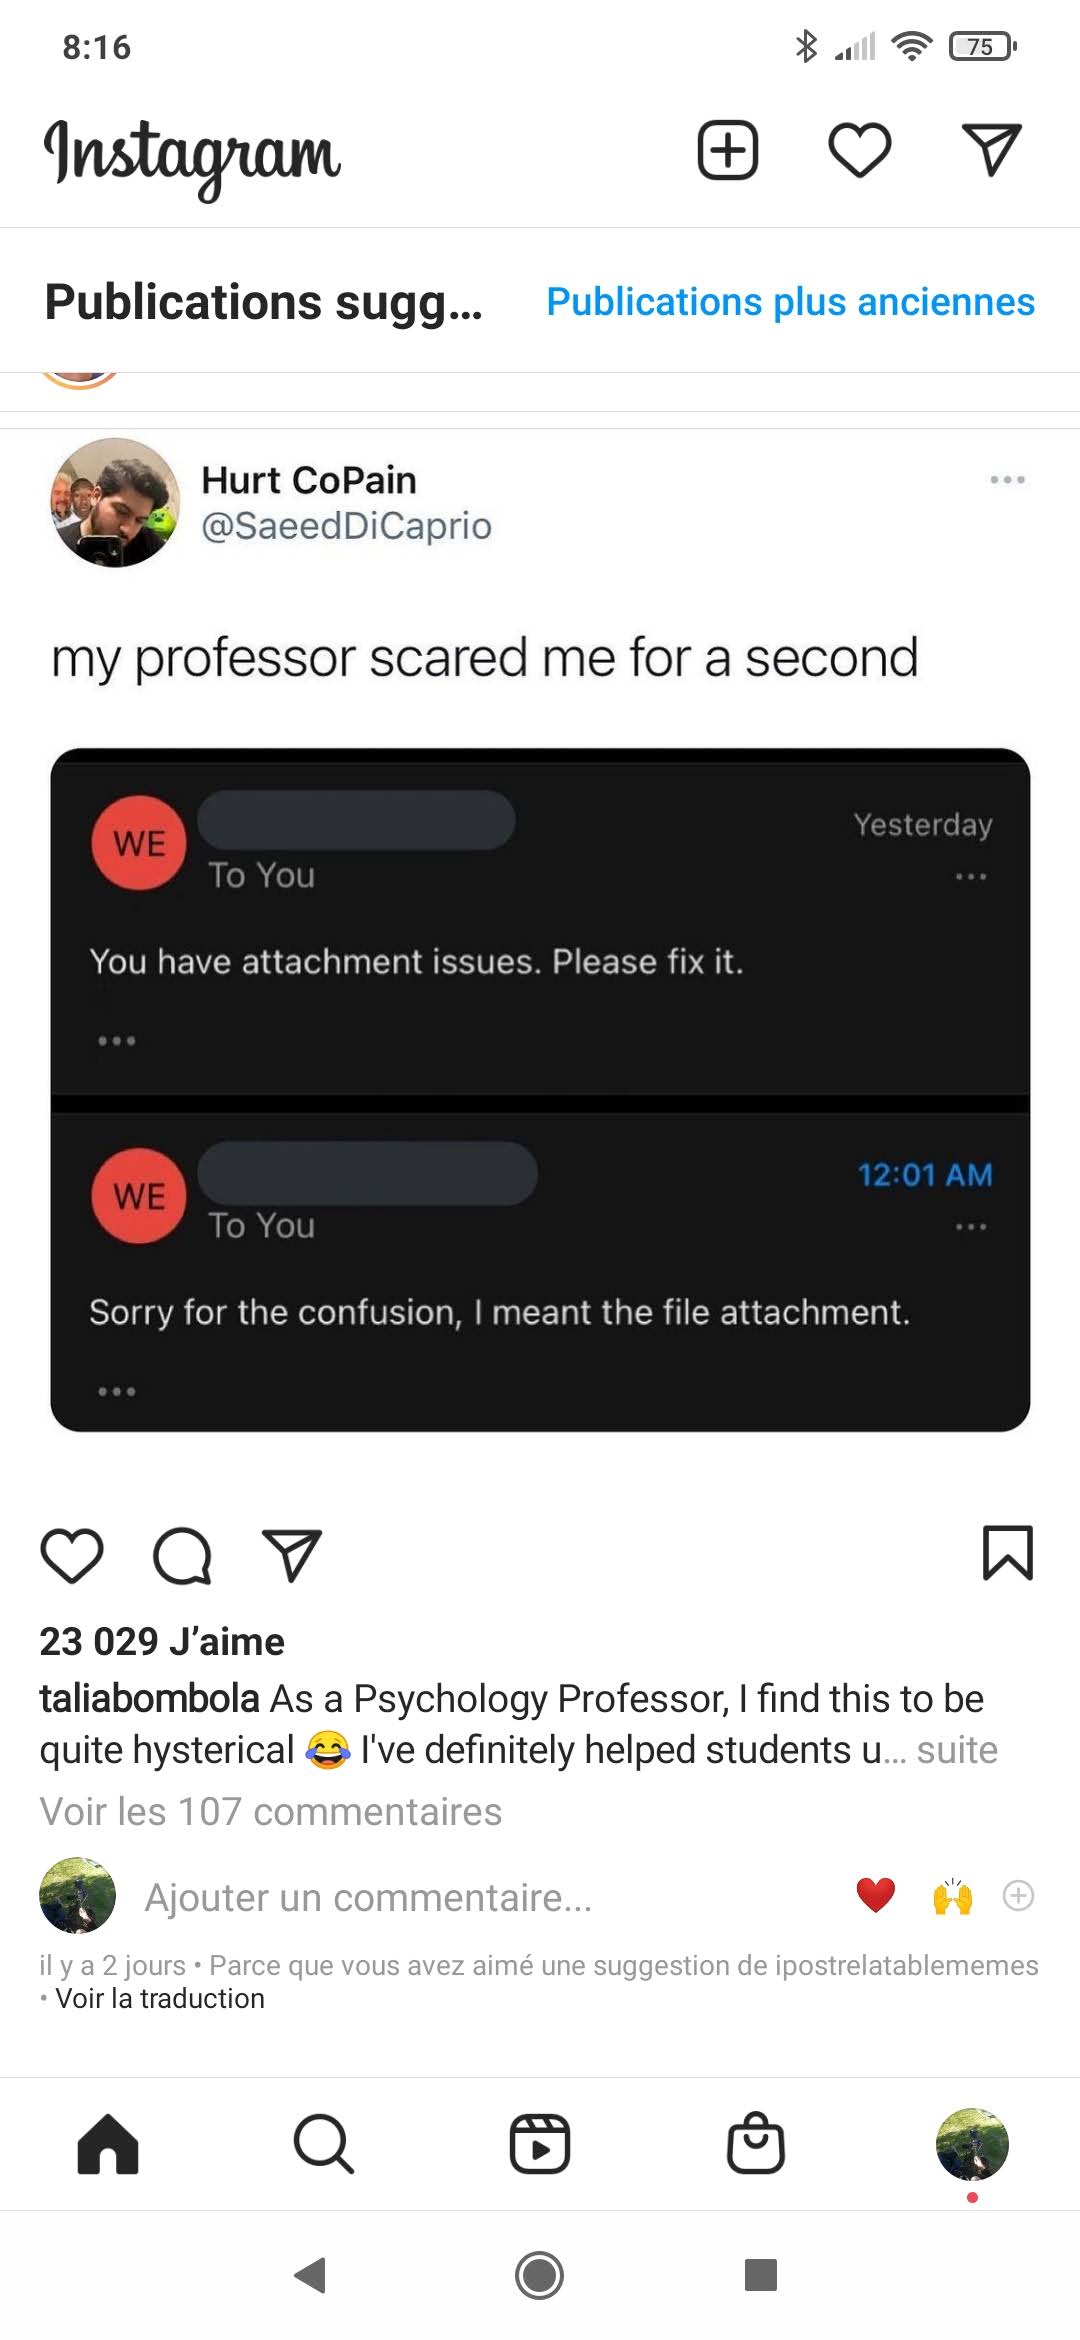 8:16
75
Instagram
Publications sugg...
Publications plus anciennes
Hurt CoPain
@SaeedDiCaprio
my professor scared me for a second
WE
Yesterday
To You
You have attachment issues. Please fix it.
WE
12:01 AM
To You
Sorry for the confusion, I meant the file attachment.
23 029 J’aime
taliabombola As a Psychology Professor, I find this to be
quite hysterical 😂 I've definitely helped students u... suite
Voir les 107 commentaires
Ajouter un commentaire...
il y a 2 jours • Parce que vous avez aimé une suggestion de ipostrelatablememes
• Voir la traduction